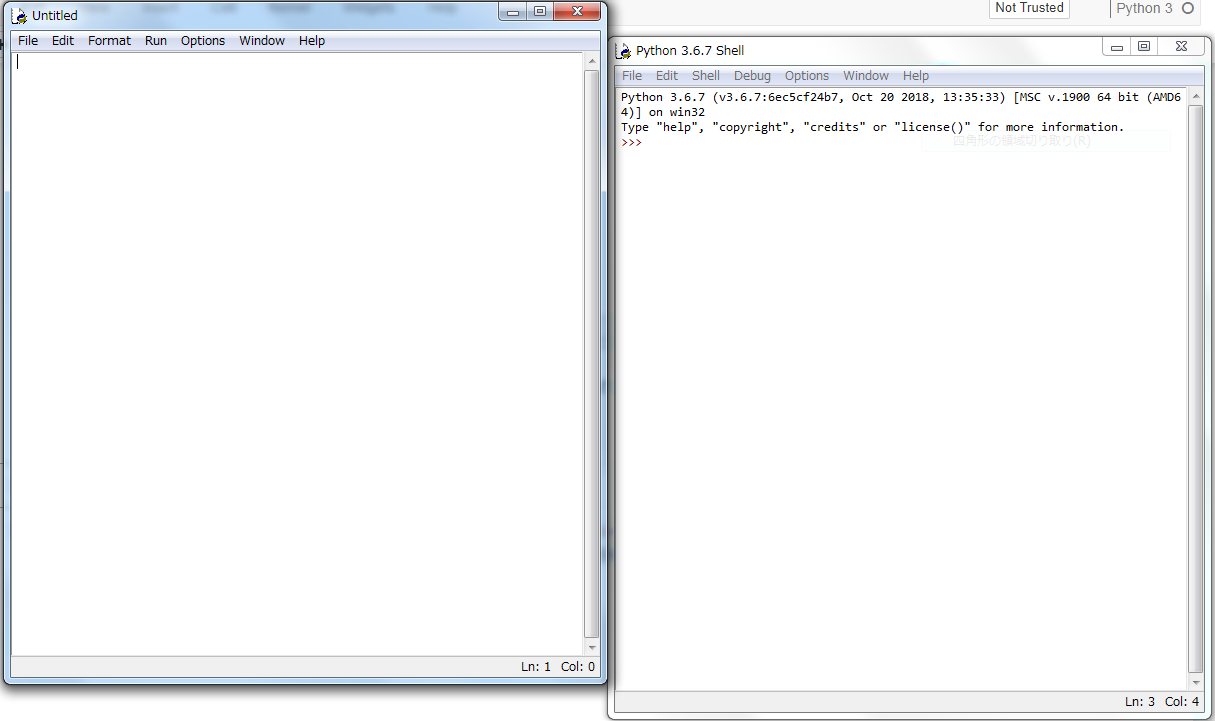 Not Trusted
Python 3
Untitled
File Edit Format Run Options Window Help
Ln: 1 Col: 0
Python 3.6.7 Shell
File Edit Shell Debug Options Window Help
Python 3.6.7 (v3.6.7:6ec5cf24b7, Oct 20 2018, 13:35:33) [MSC v.1900 64 bit (AMD6
4)] on win32
Type "help", "copyright", "credits" or "license()" for more information.
>>>
四角形の領域切り取り(R)
Ln: 3 Col: 4